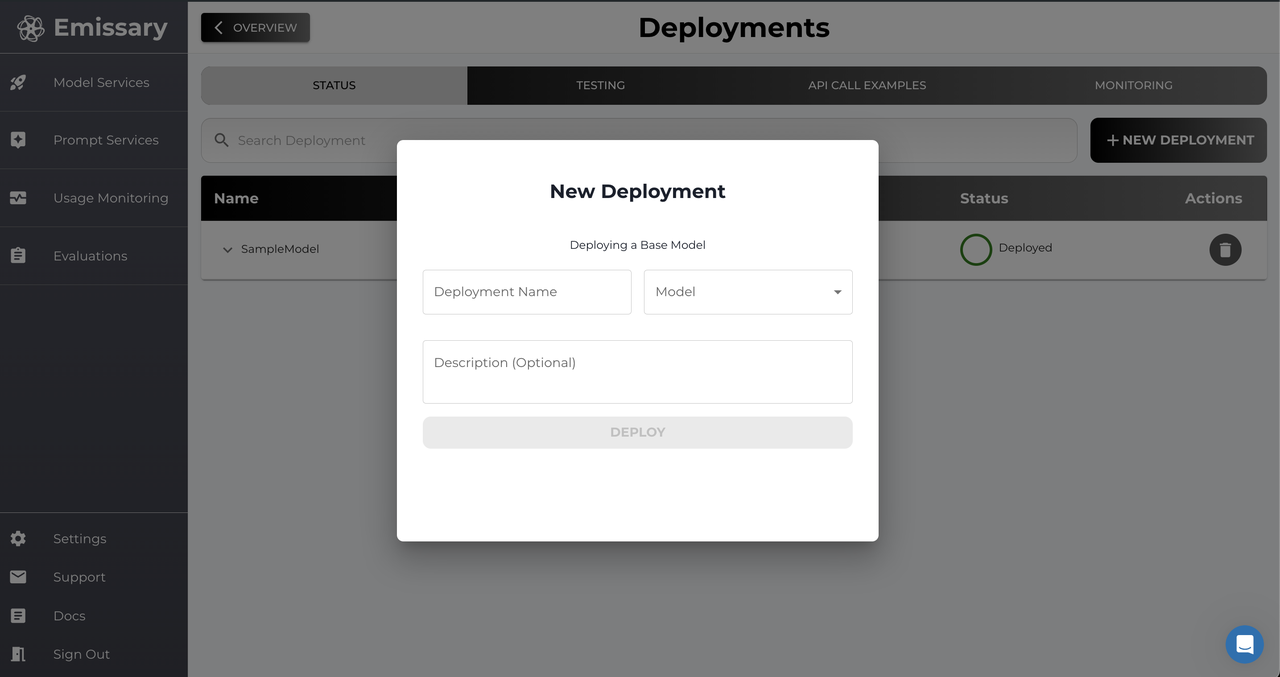 Emissary
OVERVIEW
Deployments
Model Services
Prompt Services
Usage Monitoring
Evaluations
STATUS
TESTING
API CALL EXAMPLES
MONITORING
Search Deployment
NEW DEPLOYMENT
Name
Status
Actions
SampleModel
Deployed
New Deployment
Deploying a Base Model
Deployment Name
Model
Description (Optional)
DEPLOY
Settings
Support
Docs
Sign Out